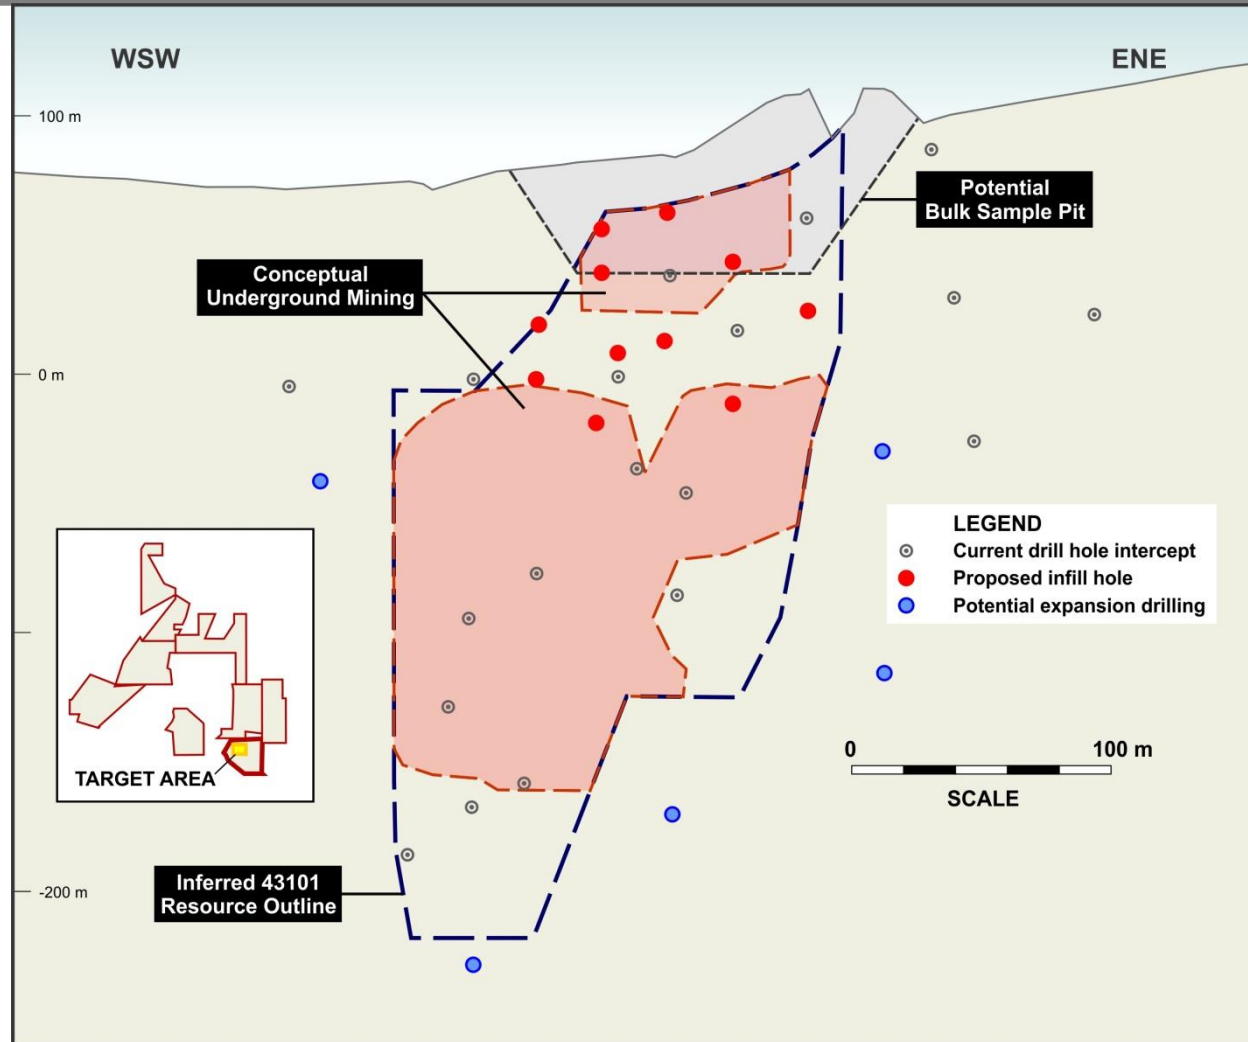 WSW
ENE
100 m
Potential
Bulk Sample Pit
Conceptual
Underground Mining
0 m
LEGEND
Current drill hole intercept
Proposed infill hole
Potential expansion drilling
TARGET AREA
0
100 m
SCALE
Inferred 43101
Resource Outline
-200 m